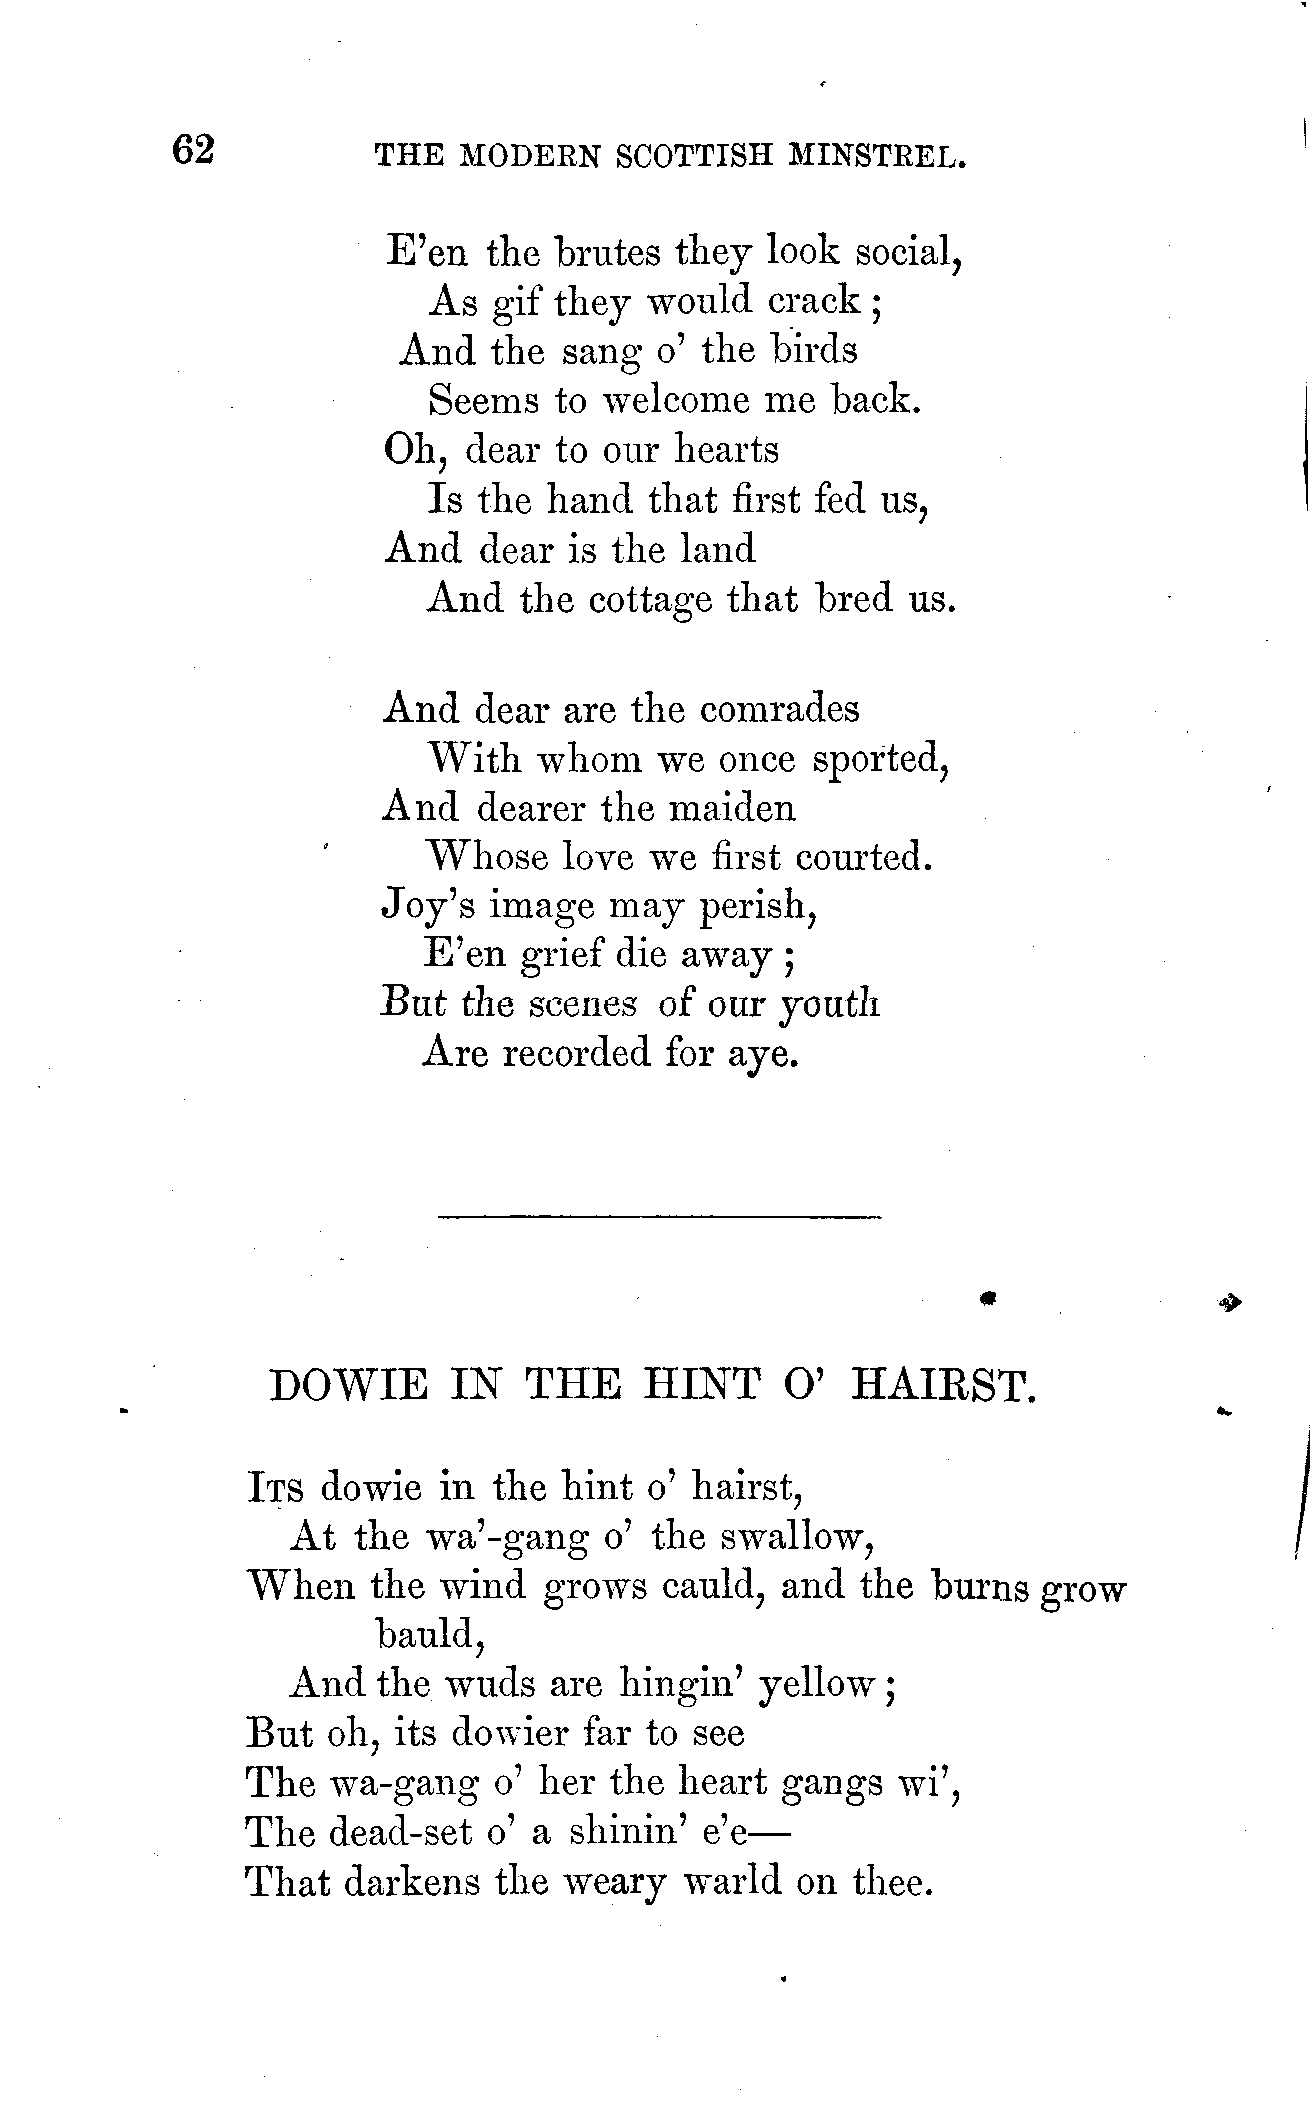 62 THE MODERN SCOTTISH MINSTREL.
E'en the brutes they look social,
As gif they would crack;
And the sang o' the birds
Seems to welcome me back.
Oh, dear to our hearts
Is the hand that first fed us,
And dear is the land
And the cottage that bred us.
And dear are the comrades
With whom we once sported,
And dearer the maiden
Whose love we first courted.
Joy's image may perish,
E'en grief die away;
But the scenes of our youth
Are recorded for aye.
DOWIE IN THE HINT O' HAIRST.
ITS dowie in the hint o' hairst,
At the wa'-gang o' the swallow,
When the wind grows cauld, and the burns grow
bauld,
And the wuds are hingin' yellow;
But oh, its dowier far to see
The wa-gang o' her the heart gangs wi',
The dead-set o' a shinin' e'e—
That darkens the weary warld on thee.